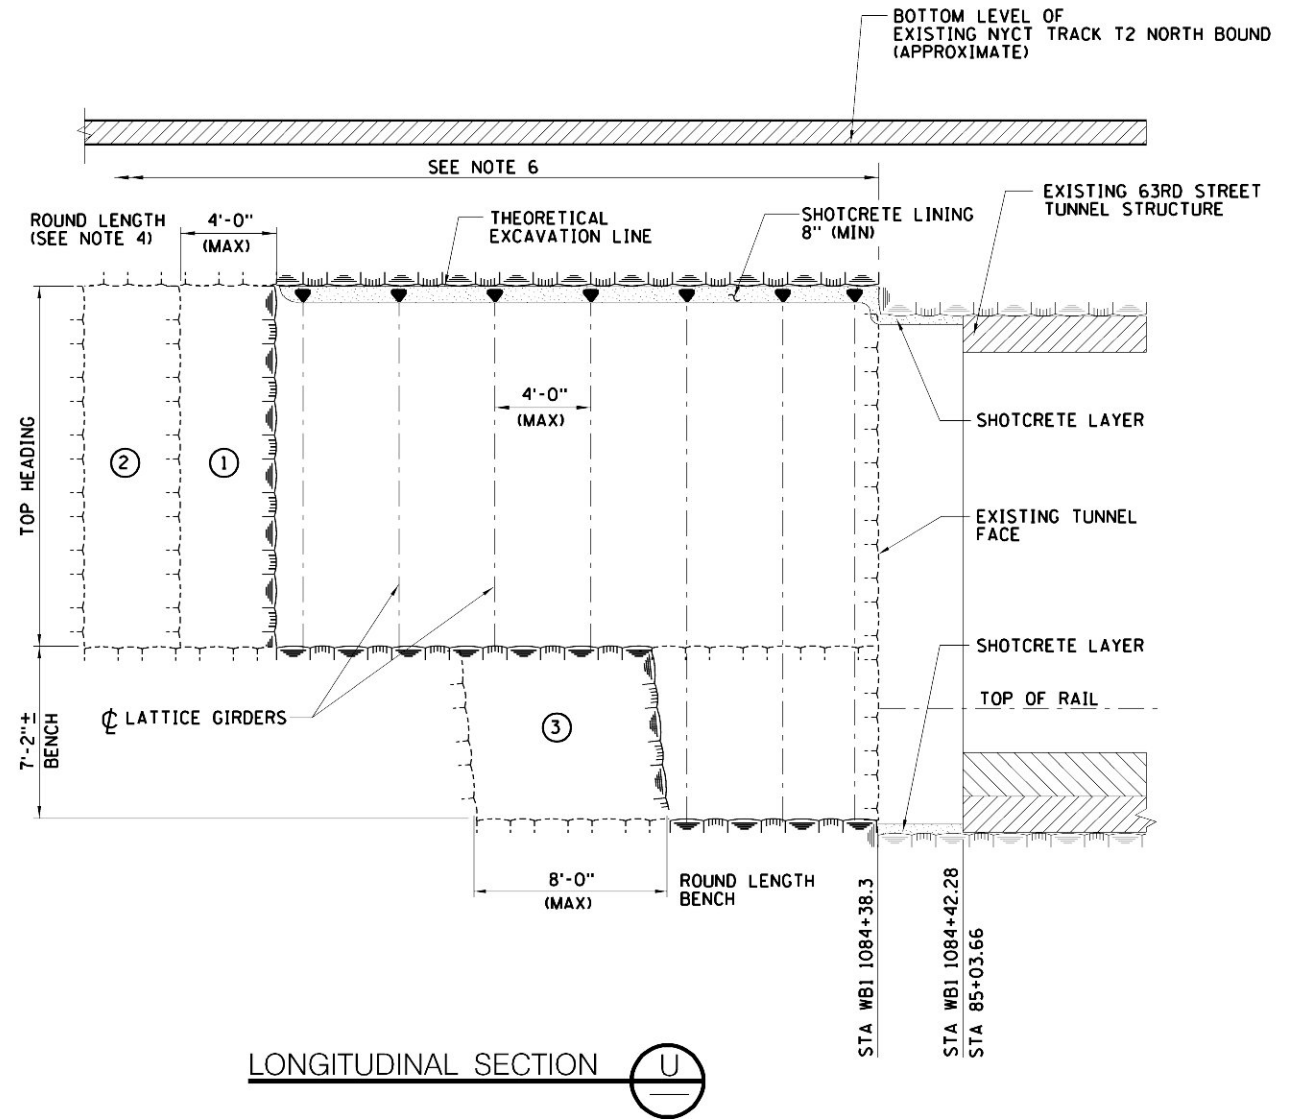 BOTTOM LEVEL OF
EXISTING NYCT TRACK T2 NORTH BOUND
(APPROXIMATE)
SEE NOTE 6
ROUND LENGTH
(SEE NOTE 4)
4'-0"
(MAX)
THEORETICAL
EXCAVATION LINE
SHOTCRETE LINING
8" (MIN)
EXISTING 63RD STREET
TUNNEL STRUCTURE
4'-0"
(MAX)
SHOTCRETE LAYER
TOP HEADING
2
1
EXISTING TUNNEL
FACE
SHOTCRETE LAYER
TOP OF RAIL
℄ LATTICE GIRDERS
3
7'-2"±
BENCH
8'-0"
(MAX)
ROUND LENGTH
BENCH
STA WB1 1084+38.3
STA WB1 1084+42.28
STA 85+03.66
LONGITUDINAL SECTION
U